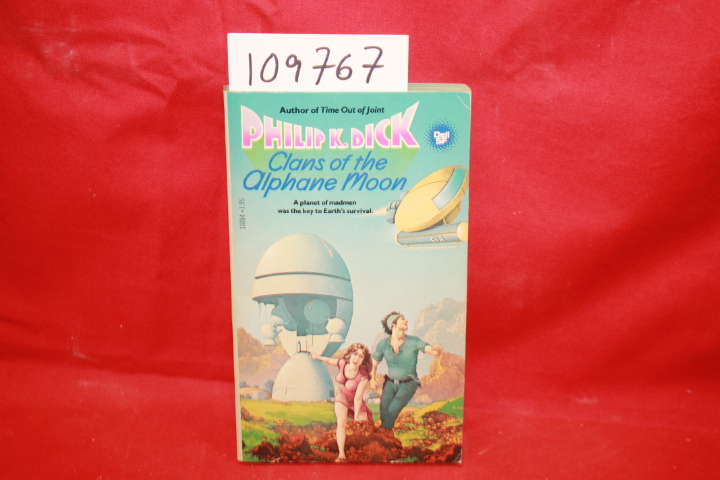 109767
Author of Time Out of Joint
PHILIP K. DICK
Dell
SF
Clans of the
Alphane Moon
A planet of madmen
was the key to Earth's survival.
CIA